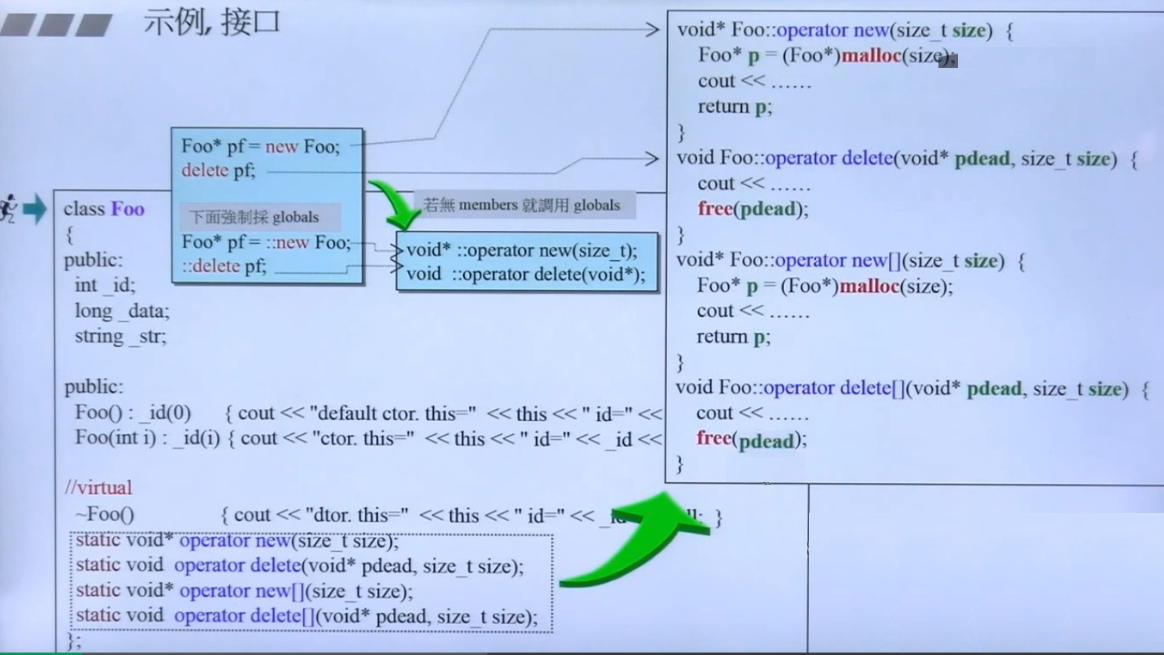 示例, 接口
Foo* pf = new Foo;
delete pf;
下面強制採 globals
Foo* pf = ::new Foo;
::delete pf;
若無 members 就調用 globals
void* ::operator new(size_t);
void ::operator delete(void*);
void* Foo::operator new(size_t size) {
Foo* p = (Foo*)malloc(size);
cout << ......
return p;
}
void Foo::operator delete(void* pdead, size_t size) {
cout << ......
free(pdead);
}
void* Foo::operator new[](size_t size) {
Foo* p = (Foo*)malloc(size);
cout << ......
return p;
}
void Foo::operator delete[](void* pdead, size_t size) {
cout << ......
free(pdead);
}
class Foo
{
public:
int _id;
long _data;
string _str;
public:
Foo() : _id(0) { cout << "default ctor. this=" << this << " id=" <<
Foo(int i) : _id(i) { cout << "ctor. this=" << this << " id=" << _id <<
//virtual
~Foo() { cout << "dtor. this=" << this << " id=" << }
static void* operator new(size_t size);
static void operator delete(void* pdead, size_t size);
static void* operator new[](size_t size);
static void operator delete[](void* pdead, size_t size);
};